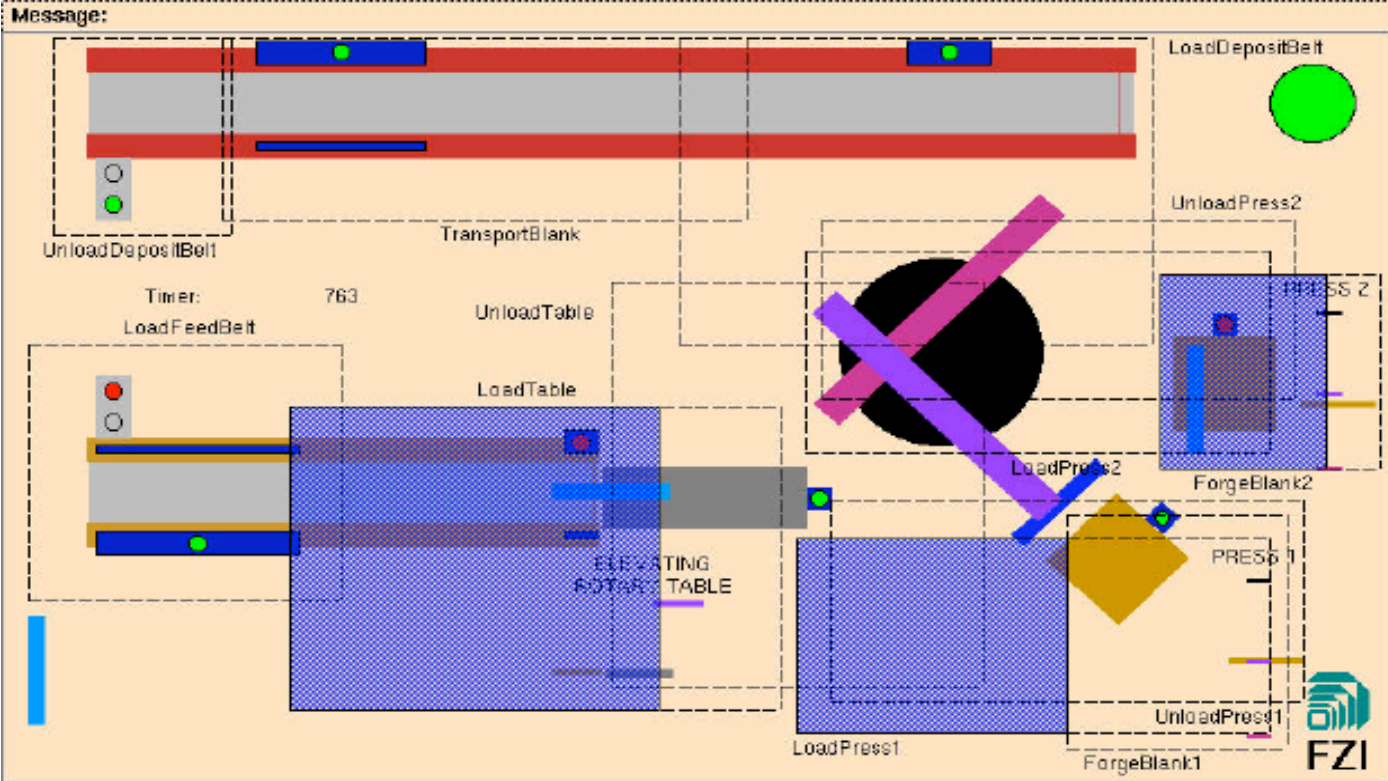 Message:
LoadDepositBelt
UnloadPress2
TransportBlank
UnloadDepositBelt
Timer: 763
PRESS 2
UnloadTable
LoadFeedBelt
LoadTable
LoadPress2
ForgeBlank2
ELEVATING
ROTARY TABLE
PRESS 1
UnloadPress1
LoadPress1
ForgeBlank1
FZI